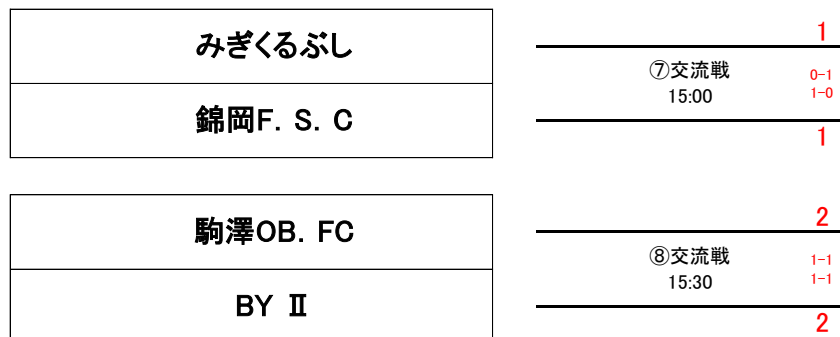 みぎくるぶし
錦岡F．S．C
1
⑦交流戦
15:00
0-1
1-0
1
駒澤OB．FC
BY Ⅱ
2
⑧交流戦
15:30
1-1
1-1
2